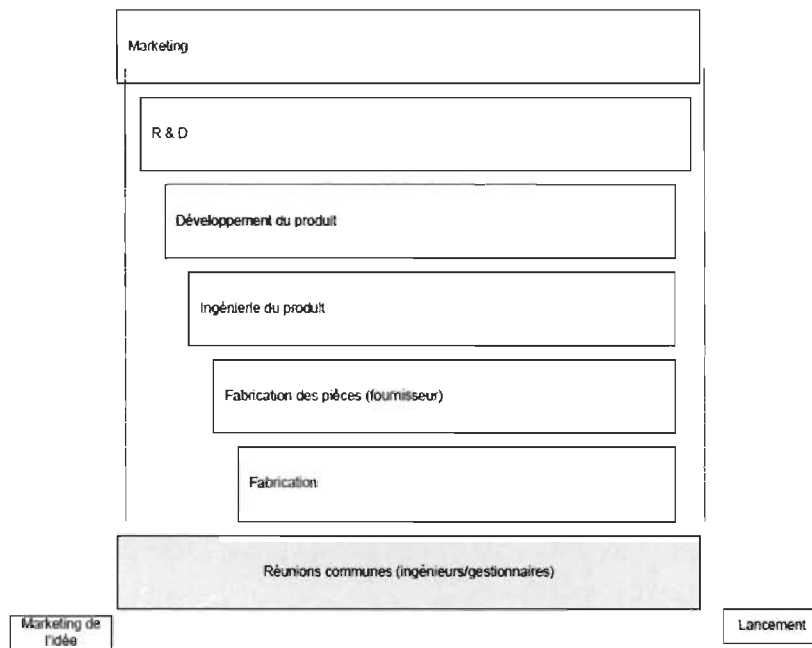 Marketing
R & D
Développement du produit
Ingénierie du produit
Fabrication des pièces (fournisseur)
Fabrication
Réunions communes (ingénieurs/gestionnaires)
Marketing de
l'idée
Lancement